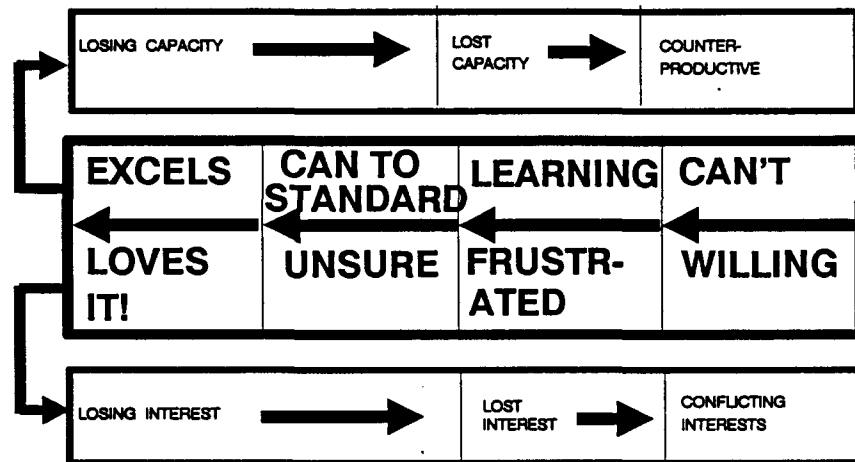 LOSING CAPACITY
LOST
CAPACITY
COUNTER-
PRODUCTIVE
EXCELS
CAN TO
STANDARD
LEARNING
CAN'T
LOVES
IT!
UNSURE
FRUSTR-
ATED
WILLING
LOSING INTEREST
LOST
INTEREST
CONFLICTING
INTERESTS